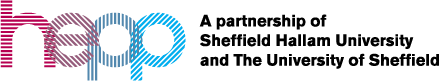 hepp
A partnership of
Sheffield Hallam University
and The University of Sheffield